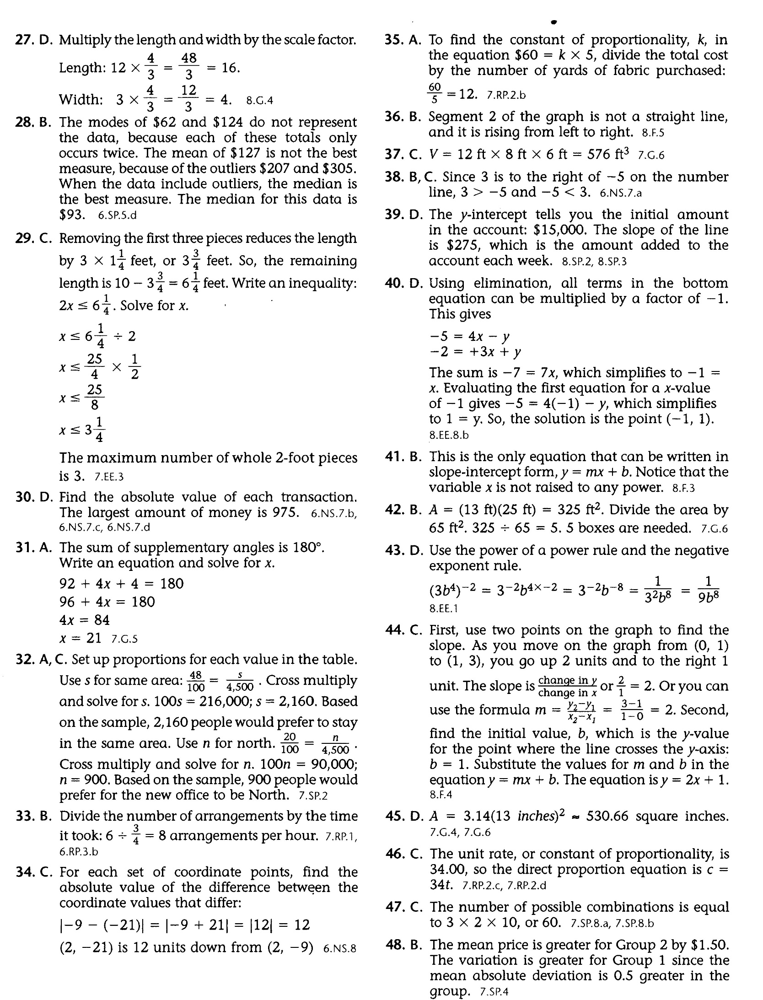 27. D. Multiply the length and width by the scale factor.
Length: 12 × 4/3 = 48/3 = 16.
Width: 3 × 4/3 = 12/3 = 4. 8.G.4
28. B. The modes of $62 and $124 do not represent
the data, because each of these totals only
occurs twice. The mean of $127 is not the best
measure, because of the outliers $207 and $305.
When the data include outliers, the median is
the best measure. The median for this data is
$93. 6.SP.5.d
29. C. Removing the first three pieces reduces the length
by 3 × 1 1/4 feet, or 3 3/4 feet. So, the remaining
length is 10 − 3 3/4 = 6 1/4 feet. Write an inequality:
2x ≤ 6 1/4. Solve for x.
x ≤ 6 1/4 ÷ 2
x ≤ 25/4 × 1/2
x ≤ 25/8
x ≤ 3 1/4
The maximum number of whole 2-foot pieces
is 3. 7.EE.3
30. D. Find the absolute value of each transaction.
The largest amount of money is 975. 6.NS.7.b,
6.NS.7.c, 6.NS.7.d
31. A. The sum of supplementary angles is 180°.
Write an equation and solve for x.
92 + 4x + 4 = 180
96 + 4x = 180
4x = 84
x = 21 7.G.5
32. A, C. Set up proportions for each value in the table.
Use s for same area: 48/100 = s/4,500 . Cross multiply
and solve for s. 100s = 216,000; s = 2,160. Based
on the sample, 2,160 people would prefer to stay
in the same area. Use n for north. 20/100 = n/4,500 .
Cross multiply and solve for n. 100n = 90,000;
n = 900. Based on the sample, 900 people would
prefer for the new office to be North. 7.SP.2
33. B. Divide the number of arrangements by the time
it took: 6 ÷ 3/4 = 8 arrangements per hour. 7.RP.1,
6.RP.3.b
34. C. For each set of coordinate points, find the
absolute value of the difference between the
coordinate values that differ:
|−9 − (−21)| = |−9 + 21| = |12| = 12
(2, −21) is 12 units down from (2, −9) 6.NS.8
35. A. To find the constant of proportionality, k, in
the equation $60 = k × 5, divide the total cost
by the number of yards of fabric purchased:
60/5 = 12. 7.RP.2.b
36. B. Segment 2 of the graph is not a straight line,
and it is rising from left to right. 8.F.5
37. C. V = 12 ft × 8 ft × 6 ft = 576 ft³ 7.G.6
38. B, C. Since 3 is to the right of −5 on the number
line, 3 > −5 and −5 < 3. 6.NS.7.a
39. D. The y-intercept tells you the initial amount
in the account: $15,000. The slope of the line
is $275, which is the amount added to the
account each week. 8.SP.2, 8.SP.3
40. D. Using elimination, all terms in the bottom
equation can be multiplied by a factor of −1.
This gives
−5 = 4x − y
−2 = +3x + y
The sum is −7 = 7x, which simplifies to −1 =
x. Evaluating the first equation for a x-value
of −1 gives −5 = 4(−1) − y, which simplifies
to 1 = y. So, the solution is the point (−1, 1).
8.EE.8.b
41. B. This is the only equation that can be written in
slope-intercept form, y = mx + b. Notice that the
variable x is not raised to any power. 8.F.3
42. B. A = (13 ft)(25 ft) = 325 ft². Divide the area by
65 ft². 325 ÷ 65 = 5. 5 boxes are needed. 7.G.6
43. D. Use the power of a power rule and the negative
exponent rule.
(3b⁴)⁻² = 3⁻²b⁴ˣ⁻² = 3⁻²b⁻⁸ = 1/3²b⁸ = 1/9b⁸
8.EE.1
44. C. First, use two points on the graph to find the
slope. As you move on the graph from (0, 1)
to (1, 3), you go up 2 units and to the right 1
unit. The slope is change in y/change in x or 2/1 = 2. Or you can
use the formula m = y₂−y₁/x₂−x₁ = 3−1/1−0 = 2. Second,
find the initial value, b, which is the y-value
for the point where the line crosses the y-axis:
b = 1. Substitute the values for m and b in the
equation y = mx + b. The equation is y = 2x + 1.
8.F.4
45. D. A = 3.14(13 inches)² ≈ 530.66 square inches.
7.G.4, 7.G.6
46. C. The unit rate, or constant of proportionality, is
34.00, so the direct proportion equation is c =
34t. 7.RP.2.c, 7.RP.2.d
47. C. The number of possible combinations is equal
to 3 × 2 × 10, or 60. 7.SP.8.a, 7.SP.8.b
48. B. The mean price is greater for Group 2 by $1.50.
The variation is greater for Group 1 since the
mean absolute deviation is 0.5 greater in the
group. 7.SP.4